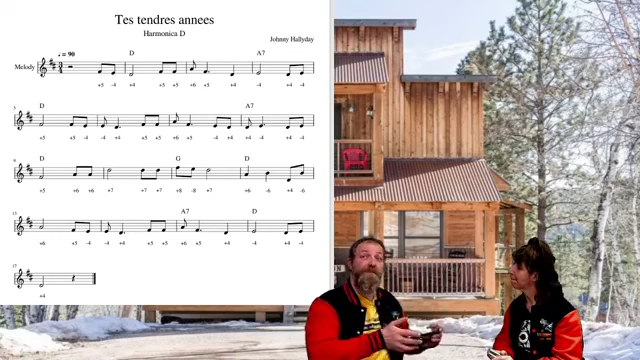 Tes tendres annees
Harmonica D
Johnny Hallyday
♩ = 90
Melody
D A7
+5 -4 +4 +5 +5 +6 +5 +4 -4 +4 -4
5
D A7
+5 +5 -4 -4 +4 +5 +5 +6 +5 +4 -4 +4 -4
9
D G D
+5 +6 +6 +7 +7 +7 +8 -8 +7 -6 +6 +4 -6
13
A7 D
+6 +5 -4 -4 +4 +5 +5 +6 +5 +4 -4 +4 -4
17
+4